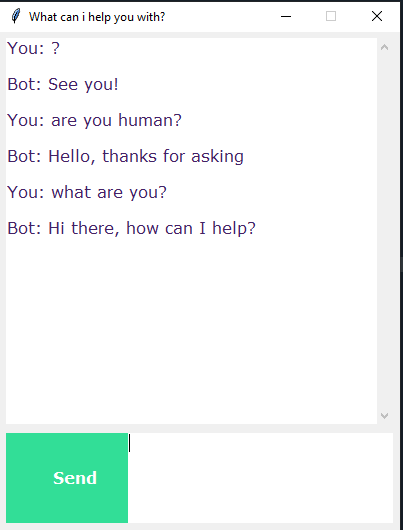 What can i help you with?
You: ?
Bot: See you!
You: are you human?
Bot: Hello, thanks for asking
You: what are you?
Bot: Hi there, how can I help?
Send